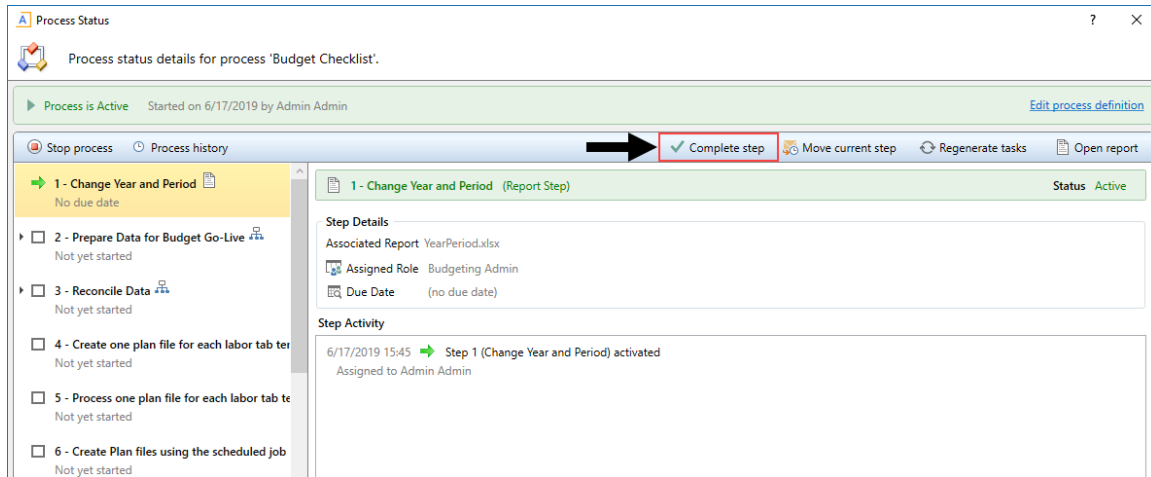 A Process Status ? ×
Process status details for process 'Budget Checklist'.
Process is Active Started on 6/17/2019 by Admin Admin Edit process definition
Stop process Process history Complete step Move current step Regenerate tasks Open report
1 - Change Year and Period
No due date
2 - Prepare Data for Budget Go-Live
Not yet started
3 - Reconcile Data
Not yet started
4 - Create one plan file for each labor tab ter
Not yet started
5 - Process one plan file for each labor tab te
Not yet started
6 - Create Plan files using the scheduled job
Not yet started
1 - Change Year and Period (Report Step) Status Active
Step Details
Associated Report YearPeriod.xlsx
Assigned Role Budgeting Admin
Due Date (no due date)
Step Activity
6/17/2019 15:45 Step 1 (Change Year and Period) activated
Assigned to Admin Admin